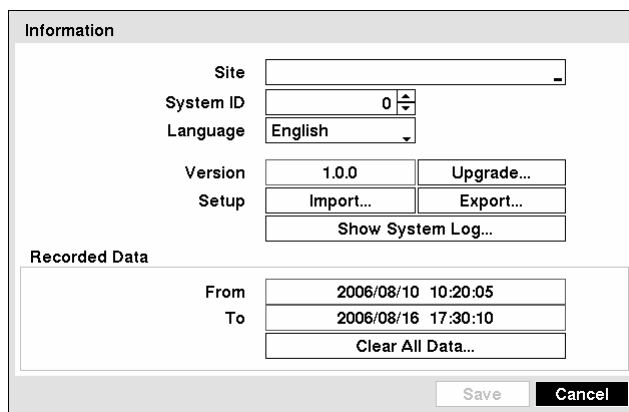 Information
Site
System ID 0
Language English
Version 1.0.0 Upgrade...
Setup Import... Export...
Show System Log...
Recorded Data
From 2006/08/10 10:20:05
To 2006/08/16 17:30:10
Clear All Data...
Save Cancel